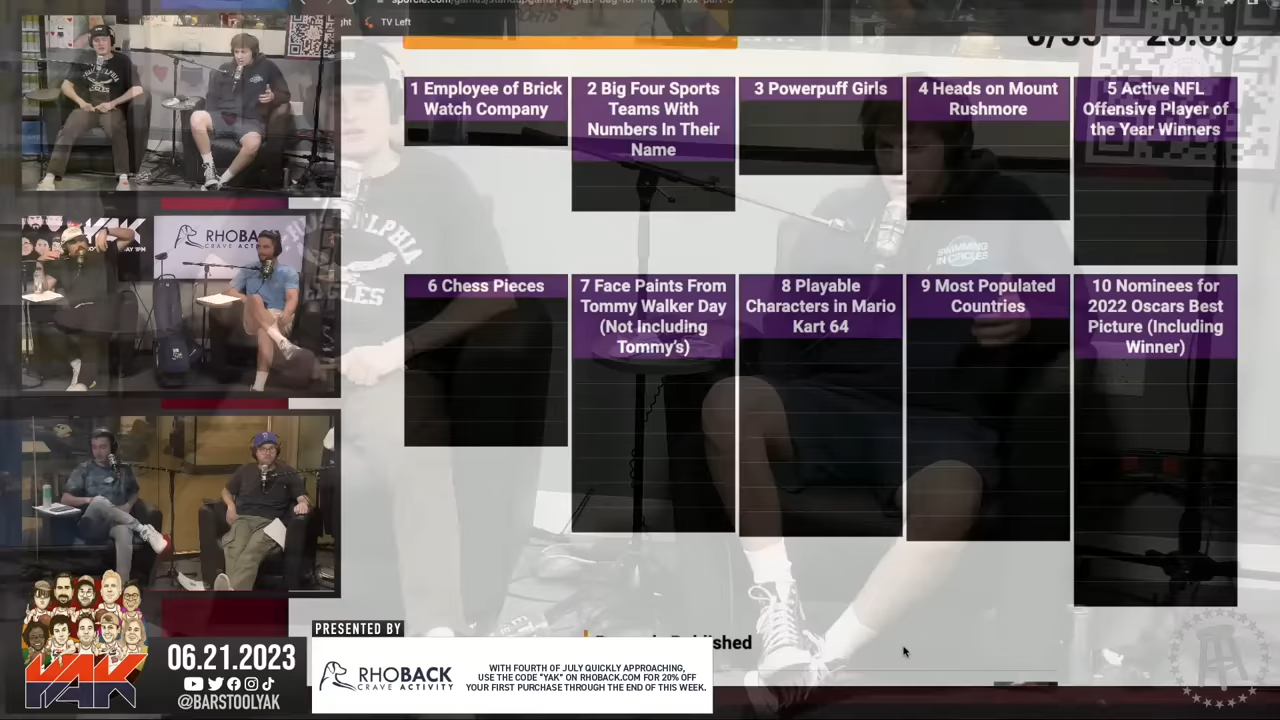 TV Left
1 Employee of Brick
Watch Company
2 Big Four Sports
Teams With
Numbers In Their
Name
3 Powerpuff Girls
4 Heads on Mount
Rushmore
5 Active NFL
Offensive Player of
the Year Winners
6 Chess Pieces
7 Face Paints From
Tommy Walker Day
(Not Including
Tommy's)
8 Playable
Characters in Mario
Kart 64
9 Most Populated
Countries
10 Nominees for
2022 Oscars Best
Picture (Including
Winner)
SWIMMING
IN CIRCLES
EAGLES
RHOBACK
CRAVE ACTIVITY
YAK
06.21.2023
@BARSTOOLYAK
PRESENTED BY
RHOBACK
CRAVE ACTIVITY
WITH FOURTH OF JULY QUICKLY APPROACHING,
USE THE CODE "YAK" ON RHOBACK.COM FOR 20% OFF
YOUR FIRST PURCHASE THROUGH THE END OF THIS WEEK.